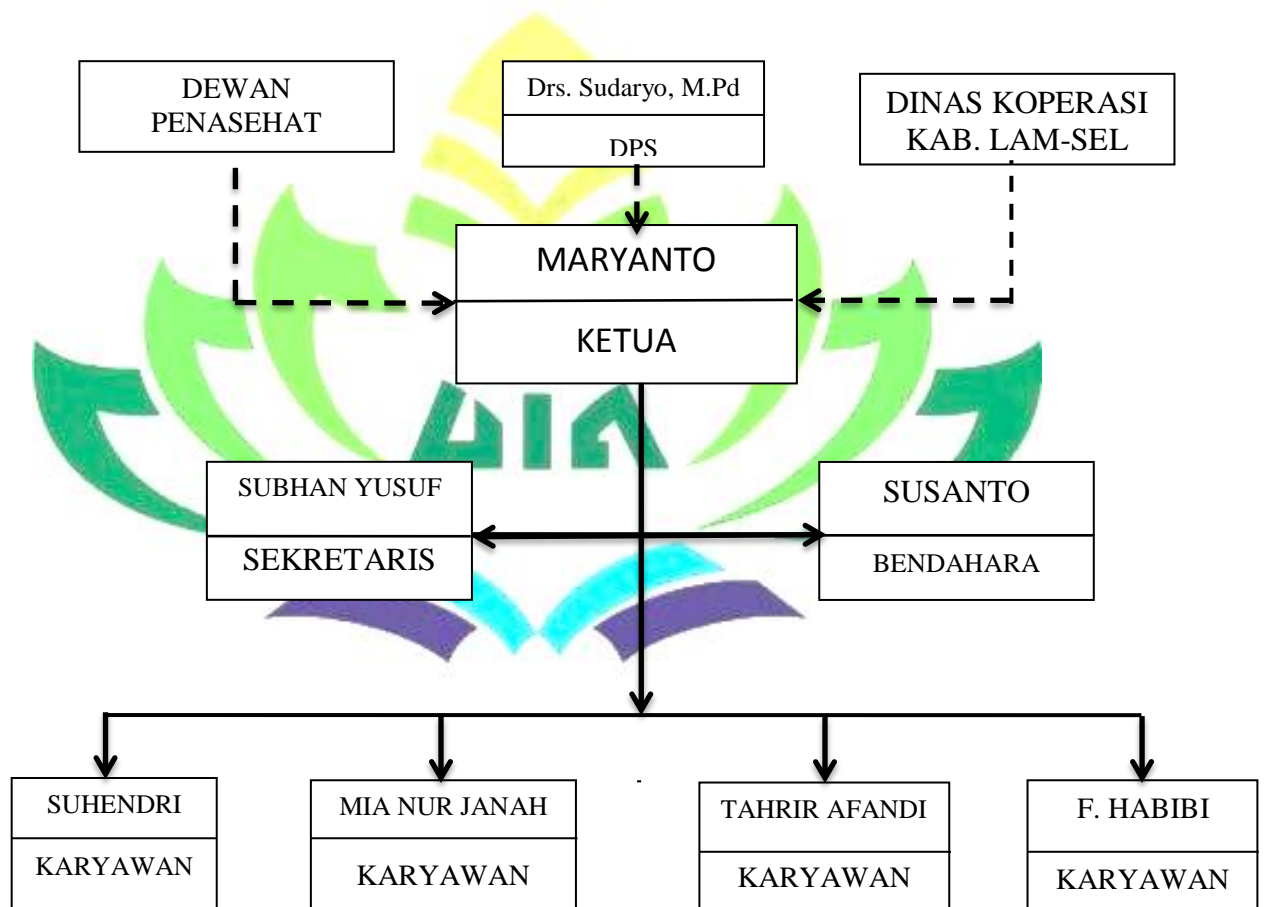 DEWAN
PENASEHAT
Drs. Sudaryo, M.Pd
DPS
DINAS KOPERASI
KAB. LAM-SEL
MARYANTO
KETUA
SUBHAN YUSUF
SEKRETARIS
SUSANTO
BENDAHARA
SUHENDRI
KARYAWAN
MIA NUR JANAH
KARYAWAN
TAHRIR AFANDI
KARYAWAN
F. HABIBI
KARYAWAN